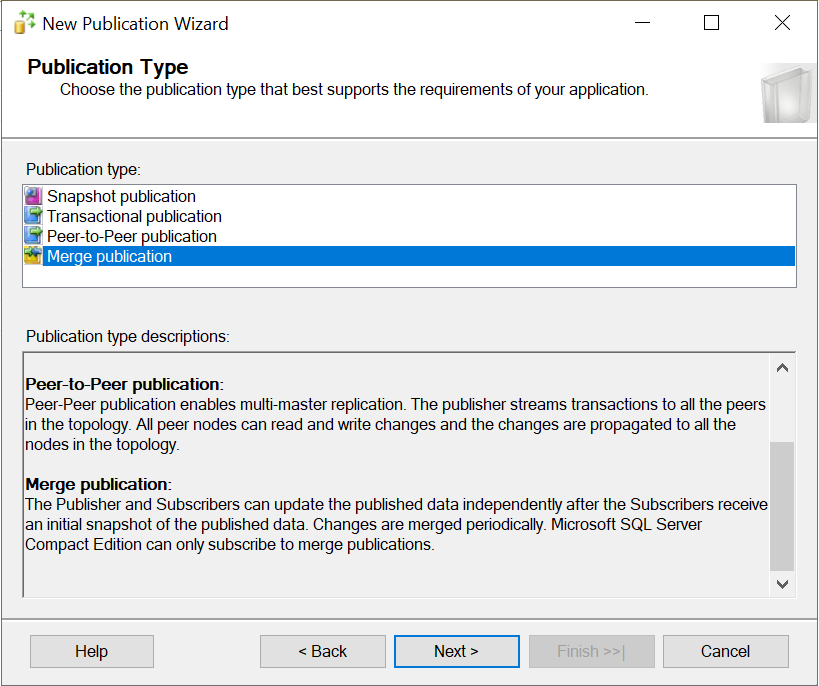 New Publication Wizard
Publication Type
Choose the publication type that best supports the requirements of your application.
Publication type:
Snapshot publication
Transactional publication
Peer-to-Peer publication
Merge publication
Publication type descriptions:
Peer-to-Peer publication:
Peer-Peer publication enables multi-master replication. The publisher streams transactions to all the peers
in the topology. All peer nodes can read and write changes and the changes are propagated to all the
nodes in the topology.
Merge publication:
The Publisher and Subscribers can update the published data independently after the Subscribers receive
an initial snapshot of the published data. Changes are merged periodically. Microsoft SQL Server
Compact Edition can only subscribe to merge publications.
Help
< Back
Next >
Finish >>|
Cancel